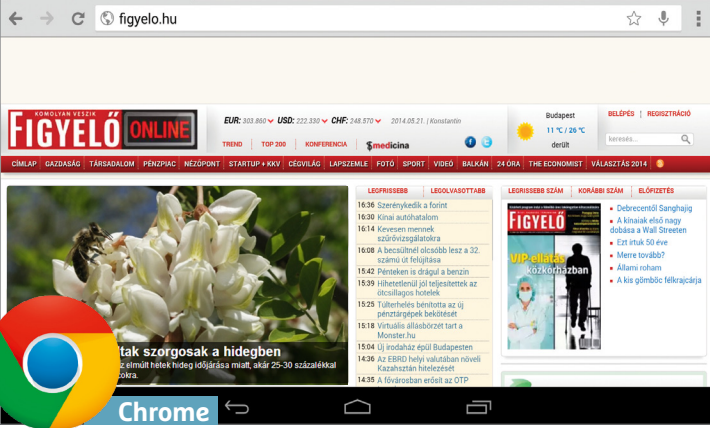 figyelo.hu
KOMOLYAN VESZIK
FIGYELŐ ONLINE
EUR: 303.860 USD: 222.330 CHF: 248.570 2014.05.21. | Konstantin
TREND TOP 200 KONFERENCIA $medicina
Budapest
11 °C / 26 °C
derült
BELÉPÉS REGISZTRÁCIÓ
keresés...
CÍMLAP GAZDASÁG TÁRSADALOM PÉNZPIAC NÉZŐPONT STARTUP + KKV CÉGVILÁG LAPSZEMLE FOTÓ SPORT VIDEÓ BALKÁN 24 ÓRA THE ECONOMIST VÁLASZTÁS 2014
tak szorgosak a hidegben
z elmúlt hetek hideg időjárása miatt, akár 25-30 százalékkal
okra.
LEGFRISSEBB LEGOLVASOTTABB
16:36 Szerénykedik a forint
16:30 Kínai autóhatalom
16:14 Kevesen mennek
szűrővizsgálatokra
16:08 A becsültnél olcsóbb lesz a 32.
számú út felújítása
15:42 Pénteken is drágul a benzin
15:39 Hihetetlenül jól teljesítettek az
ötcsillagos hotelek
15:25 Túlterhelés bénította az új
pénztárgépek bekötését
15:18 Virtuális állásbörzét tart a
Monster.hu
15:04 Új irodaház épül Budapesten
14:36 Az EBRD helyi valutában növeli
Kazahsztán hitelezését
14:35 A fővárosban erősít az OTP
LEGRISSEBB SZÁM KORÁBBI SZÁM ELŐFIZETÉS
FIGYELŐ
VIP-ellátás
közkórházban
Debrecentől Sanghajig
A kínaiak első nagy
dobása a Wall Streeten
Ezt írtuk 50 éve
Merre tovább?
Állami roham
A kis gömböc félkrajcárja
Chrome